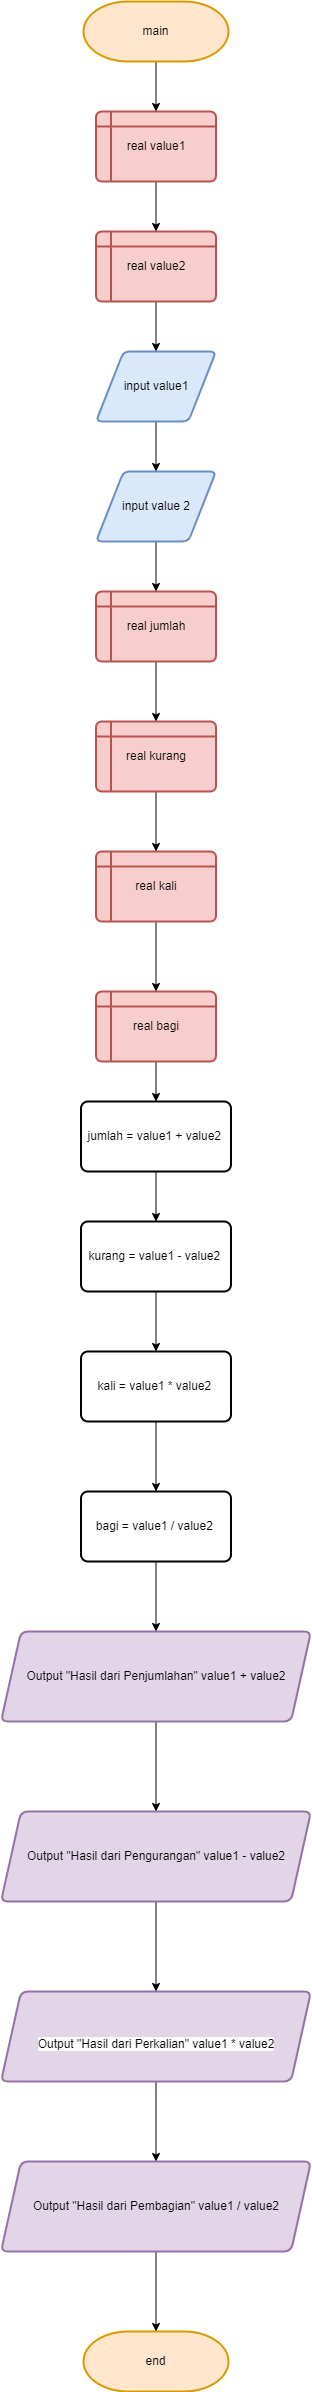 main
real value1
real value2
input value1
input value 2
real jumlah
real kurang
real kali
real bagi
jumlah = value1 + value2
kurang = value1 - value2
kali = value1 * value2
bagi = value1 / value2
Output "Hasil dari Penjumlahan" value1 + value2
Output "Hasil dari Pengurangan" value1 - value2
Output "Hasil dari Perkalian" value1 * value2
Output "Hasil dari Pembagian" value1 / value2
end